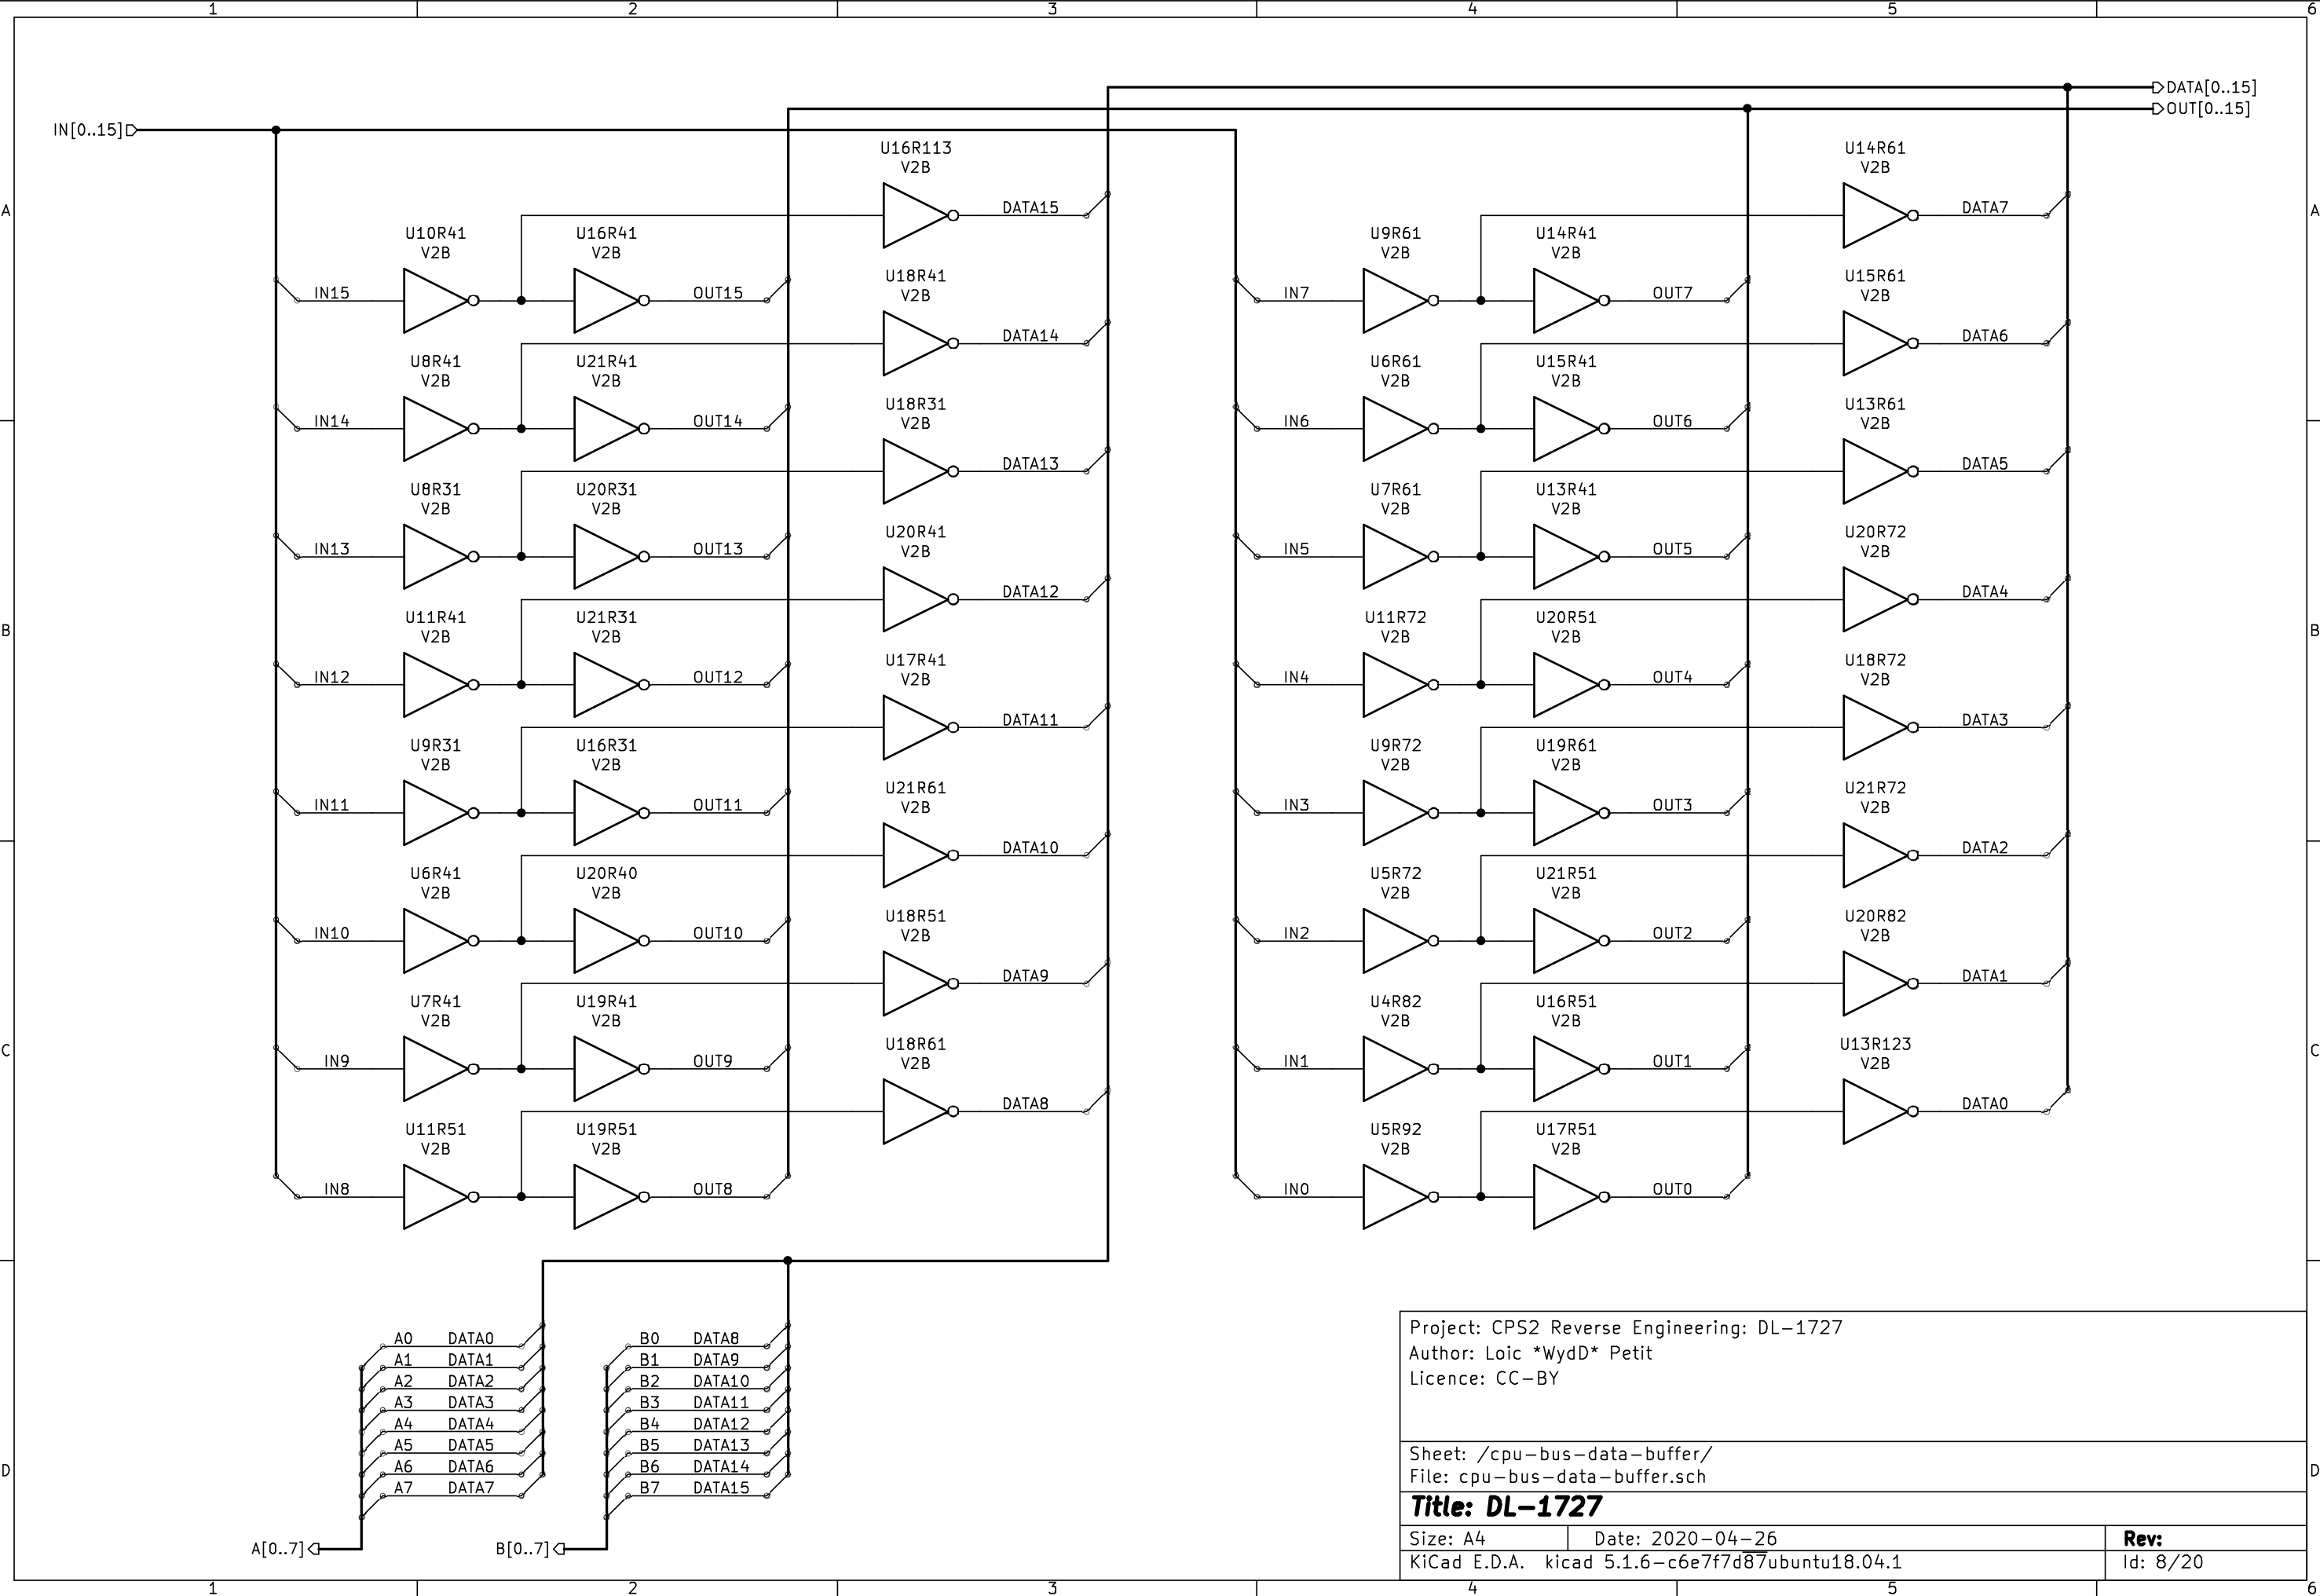 1 2 3 4 5 6
DATA[0..15]
OUT[0..15]
IN[0..15]
U16R113
V2B
DATA15
U14R61
V2B
DATA7
A A
U10R41
V2B
U16R41
V2B
U9R61
V2B
U14R41
V2B
IN15
OUT15
IN7
OUT7
U18R41
V2B
DATA14
U15R61
V2B
DATA6
U8R41
V2B
U21R41
V2B
U6R61
V2B
U15R41
V2B
IN14
OUT14
IN6
OUT6
U18R31
V2B
DATA13
U13R61
V2B
DATA5
U8R31
V2B
U20R31
V2B
U7R61
V2B
U13R41
V2B
IN13
OUT13
IN5
OUT5
U20R41
V2B
DATA12
U20R72
V2B
DATA4
B B
U11R41
V2B
U21R31
V2B
U11R72
V2B
U20R51
V2B
IN12
OUT12
IN4
OUT4
U17R41
V2B
DATA11
U18R72
V2B
DATA3
U9R31
V2B
U16R31
V2B
U9R72
V2B
U19R61
V2B
IN11
OUT11
IN3
OUT3
U21R61
V2B
DATA10
U21R72
V2B
DATA2
U6R41
V2B
U20R40
V2B
U5R72
V2B
U21R51
V2B
IN10
OUT10
IN2
OUT2
U18R51
V2B
DATA9
U20R82
V2B
DATA1
U7R41
V2B
U19R41
V2B
U4R82
V2B
U16R51
V2B
IN9
OUT9
IN1
OUT1
C C
U18R61
V2B
DATA8
U13R123
V2B
DATA0
U11R51
V2B
U19R51
V2B
U5R92
V2B
U17R51
V2B
IN8
OUT8
IN0
OUT0
A0 DATA0
A1 DATA1
A2 DATA2
A3 DATA3
A4 DATA4
A5 DATA5
A6 DATA6
A7 DATA7
A[0..7]
B0 DATA8
B1 DATA9
B2 DATA10
B3 DATA11
B4 DATA12
B5 DATA13
B6 DATA14
B7 DATA15
B[0..7]
D D
Project: CPS2 Reverse Engineering: DL-1727
Author: Loic *WydD* Petit
Licence: CC-BY
Sheet: /cpu-bus-data-buffer/
File: cpu-bus-data-buffer.sch
Title: DL-1727
Size: A4 Date: 2020-04-26 Rev:
KiCad E.D.A. kicad 5.1.6-c6e7f7d87ubuntu18.04.1 Id: 8/20
1 2 3 4 5 6